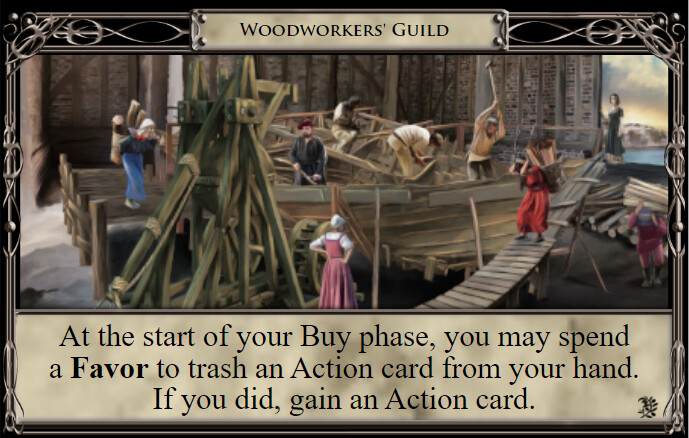 Woodworkers' Guild
At the start of your Buy phase, you may spend
a Favor to trash an Action card from your hand.
If you did, gain an Action card.